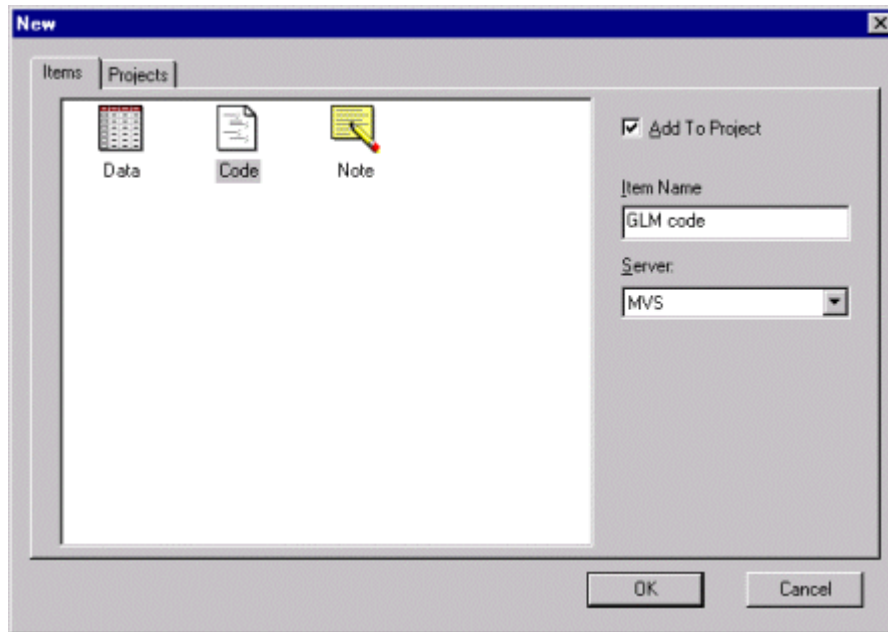 New
Items Projects
Data Code Note
Add To Project
Item Name
GLM code
Server:
MVS
OK Cancel